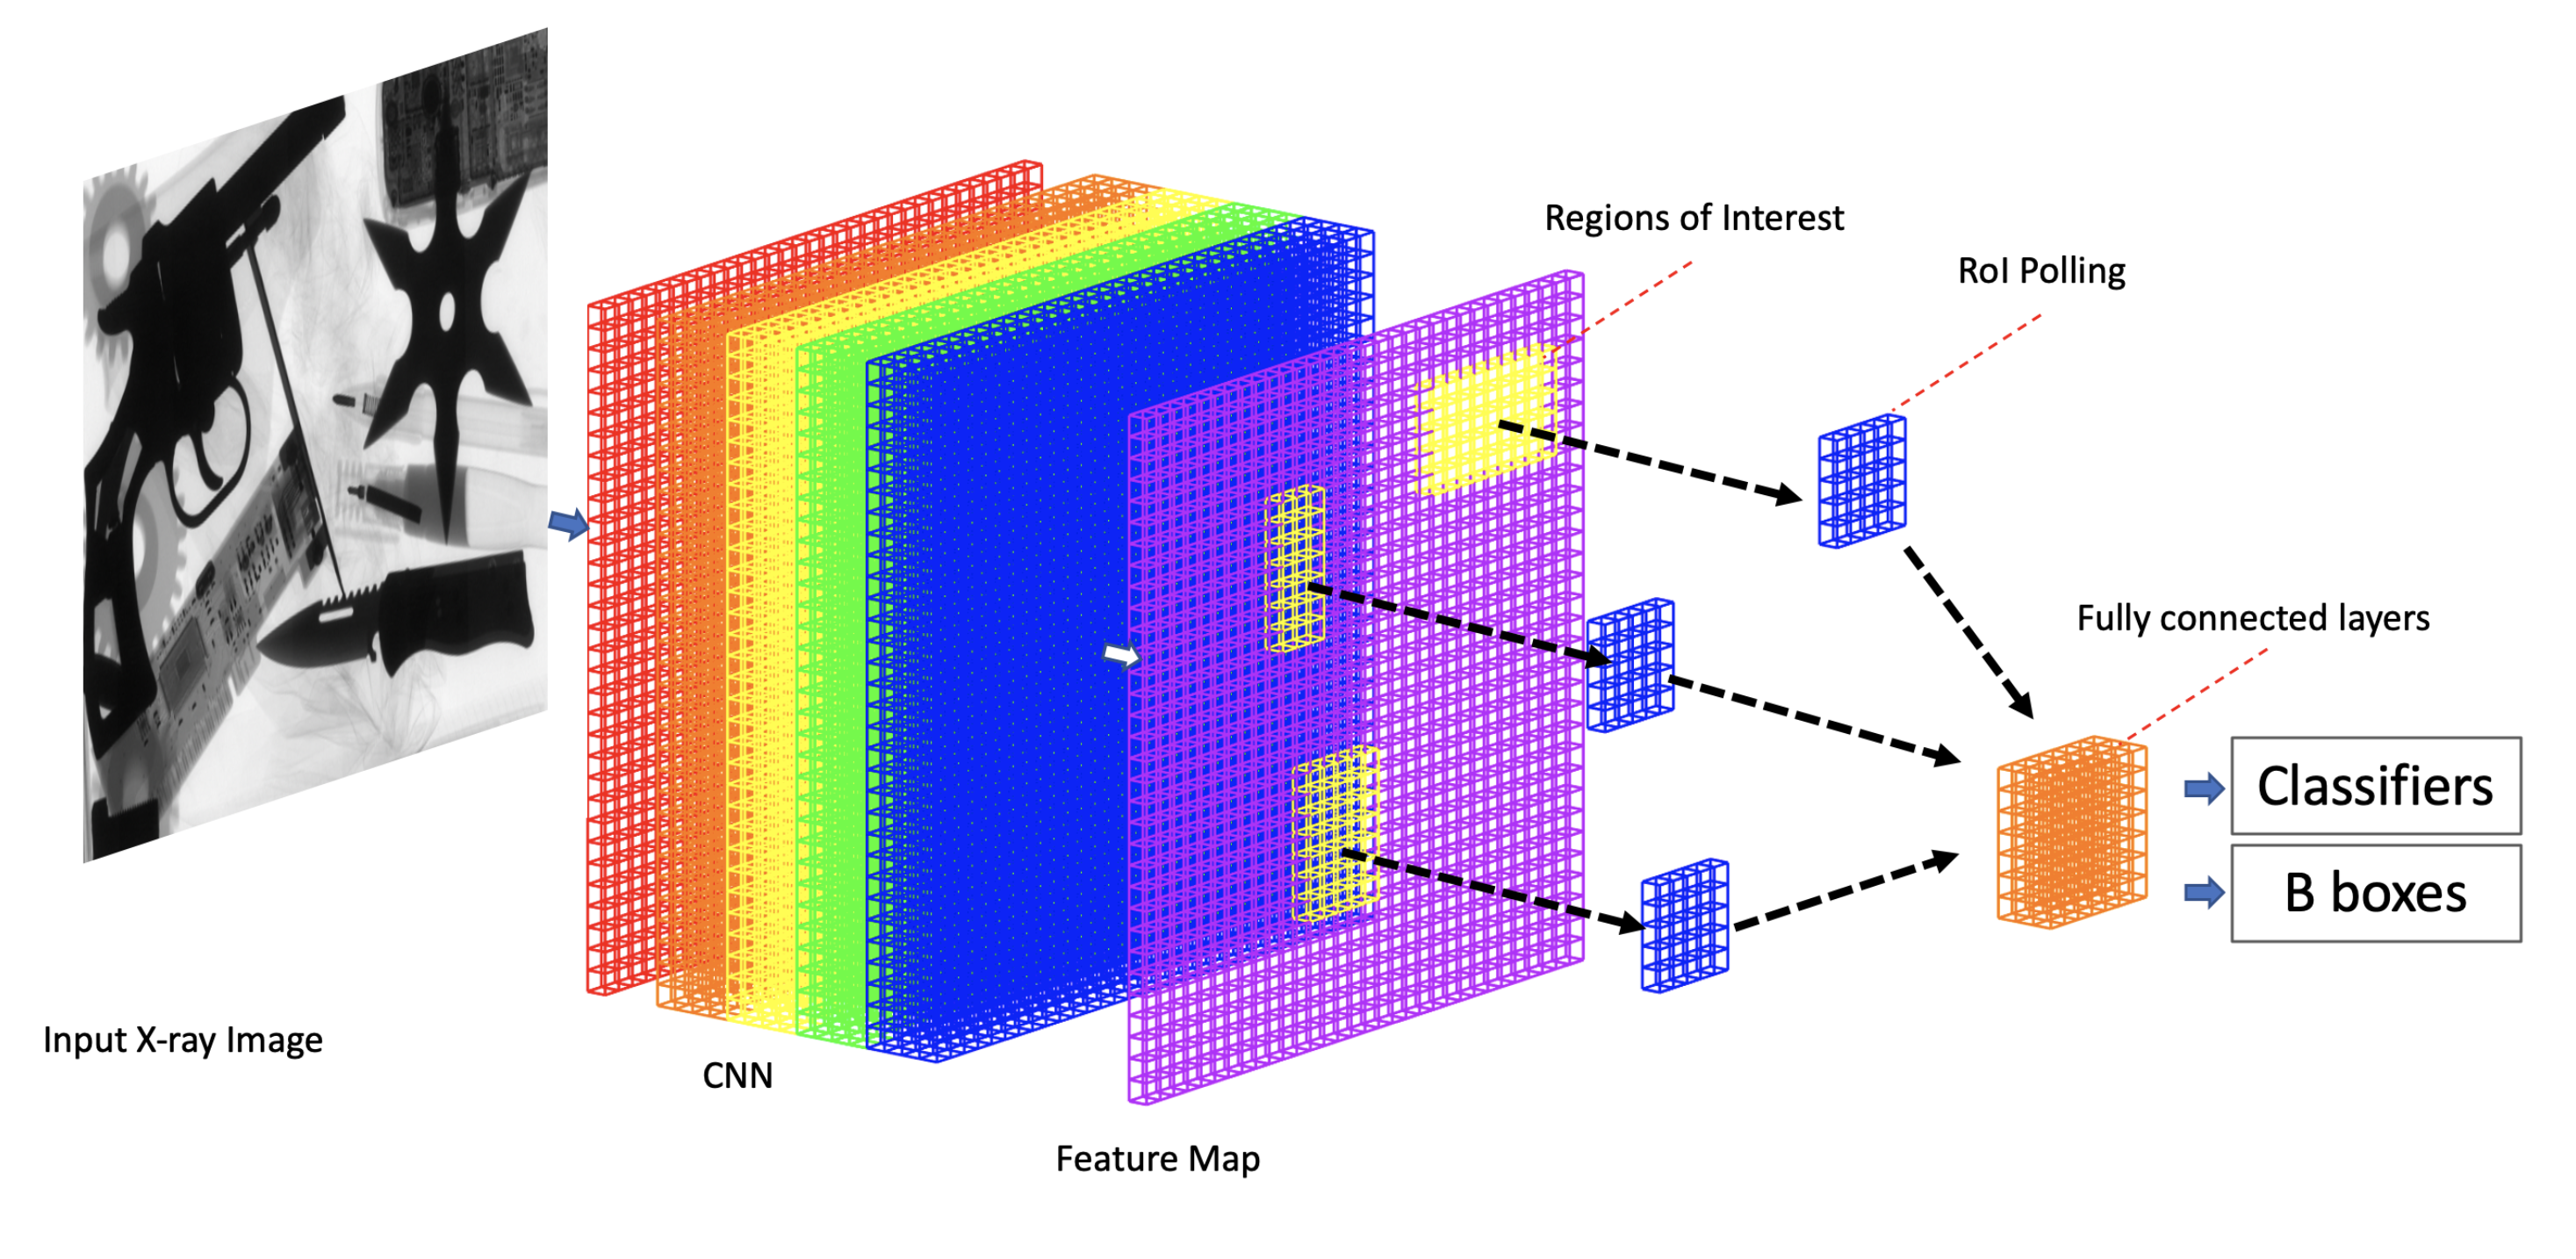 Regions of Interest
RoI Polling
Fully connected layers
Classifiers
B boxes
Input X-ray Image
CNN
Feature Map